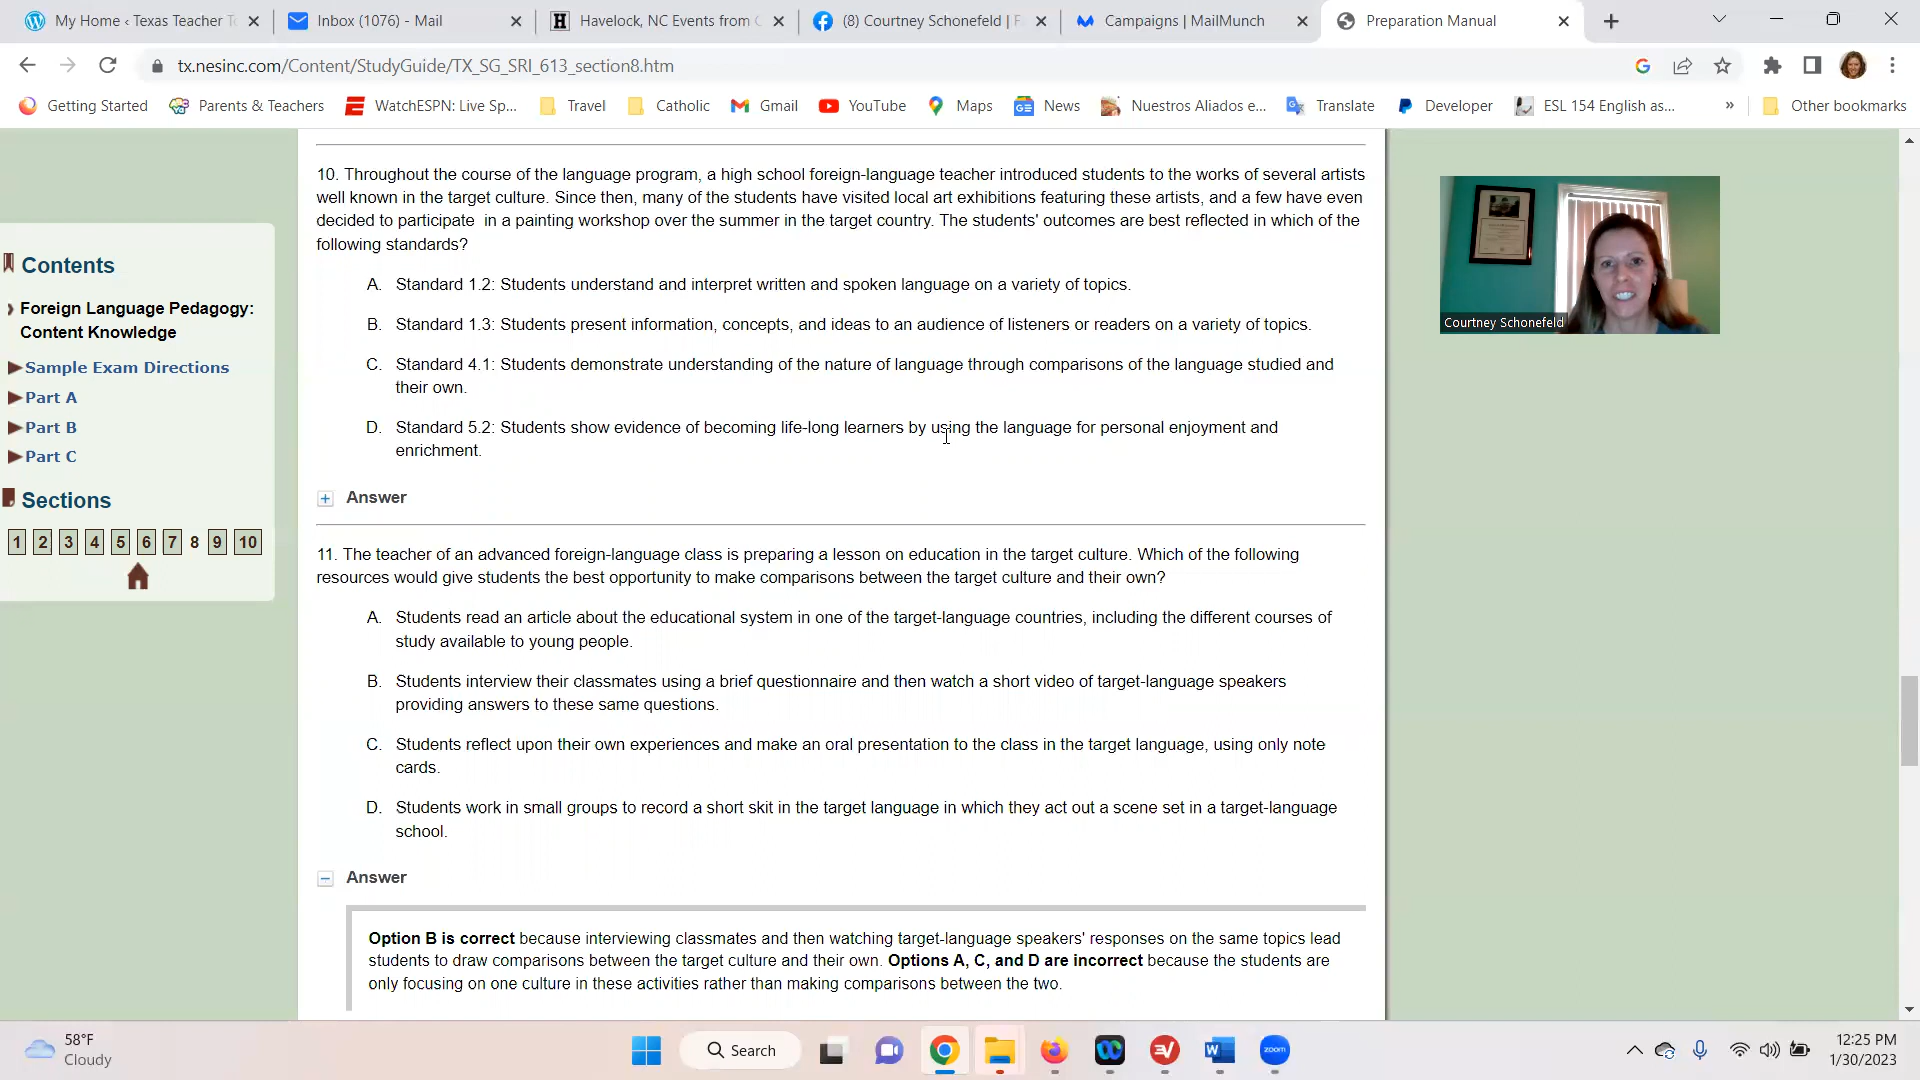 My Home ‹ Texas Teacher T
Inbox (1076) - Mail
Havelock, NC Events from C
(8) Courtney Schonefeld | F
Campaigns | MailMunch
Preparation Manual
tx.nesinc.com/Content/StudyGuide/TX_SG_SRI_613_section8.htm
Getting Started
Parents & Teachers
WatchESPN: Live Sp...
Travel
Catholic
Gmail
YouTube
Maps
News
Nuestros Aliados e...
Translate
Developer
ESL 154 English as...
»
Other bookmarks
Contents
Foreign Language Pedagogy:
Content Knowledge
Sample Exam Directions
Part A
Part B
Part C
Sections
1 2 3 4 5 6 7 8 9 10
10. Throughout the course of the language program, a high school foreign-language teacher introduced students to the works of several artists
well known in the target culture. Since then, many of the students have visited local art exhibitions featuring these artists, and a few have even
decided to participate in a painting workshop over the summer in the target country. The students' outcomes are best reflected in which of the
following standards?
A. Standard 1.2: Students understand and interpret written and spoken language on a variety of topics.
B. Standard 1.3: Students present information, concepts, and ideas to an audience of listeners or readers on a variety of topics.
C. Standard 4.1: Students demonstrate understanding of the nature of language through comparisons of the language studied and
their own.
D. Standard 5.2: Students show evidence of becoming life-long learners by using the language for personal enjoyment and
enrichment.
Answer
11. The teacher of an advanced foreign-language class is preparing a lesson on education in the target culture. Which of the following
resources would give students the best opportunity to make comparisons between the target culture and their own?
A. Students read an article about the educational system in one of the target-language countries, including the different courses of
study available to young people.
B. Students interview their classmates using a brief questionnaire and then watch a short video of target-language speakers
providing answers to these same questions.
C. Students reflect upon their own experiences and make an oral presentation to the class in the target language, using only note
cards.
D. Students work in small groups to record a short skit in the target language in which they act out a scene set in a target-language
school.
Answer
Option B is correct because interviewing classmates and then watching target-language speakers' responses on the same topics lead
students to draw comparisons between the target culture and their own. Options A, C, and D are incorrect because the students are
only focusing on one culture in these activities rather than making comparisons between the two.
Courtney Schonefeld
58°F
Cloudy
Search
zoom
12:25 PM
1/30/2023